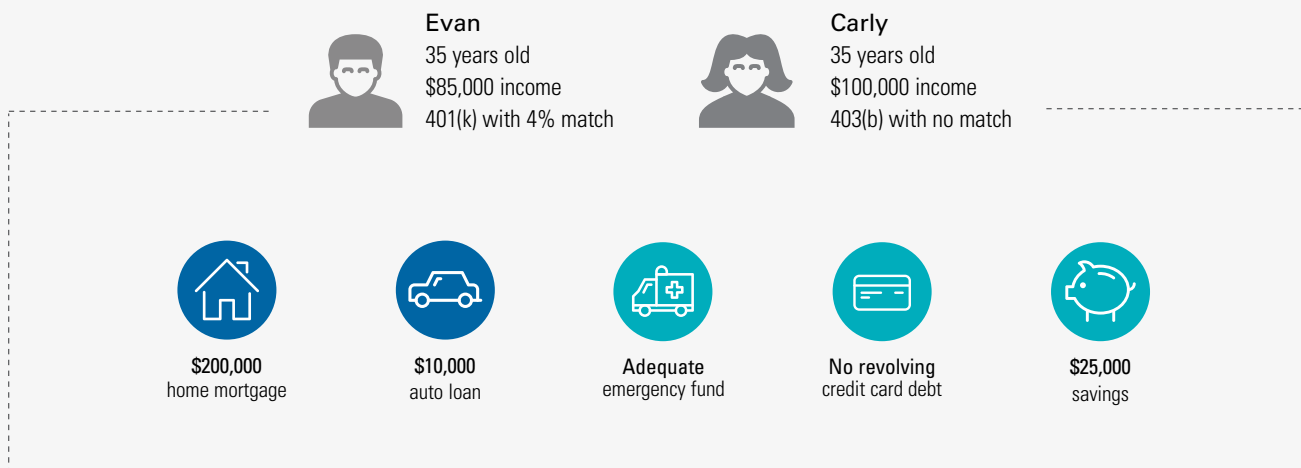 Evan
35 years old
$85,000 income
401(k) with 4% match
Carly
35 years old
$100,000 income
403(b) with no match
$200,000
home mortgage
$10,000
auto loan
Adequate
emergency fund
No revolving
credit card debt
$25,000
savings